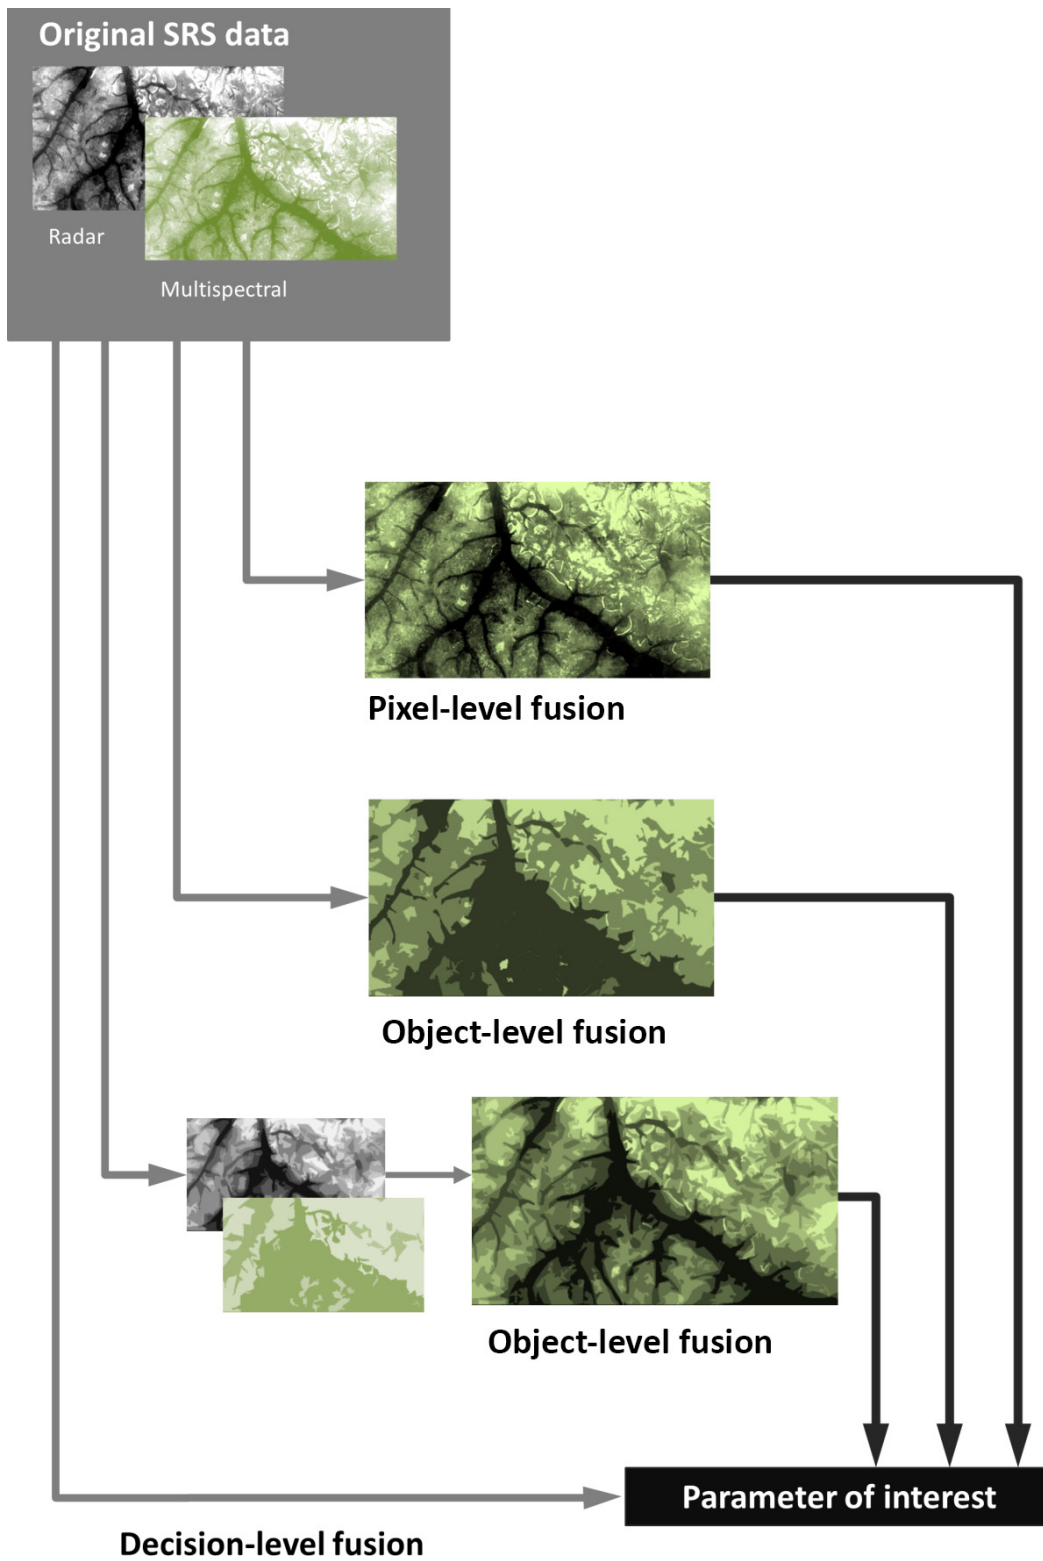 Original SRS data
Radar
Multispectral
Pixel-level fusion
Object-level fusion
Object-level fusion
Parameter of interest
Decision-level fusion